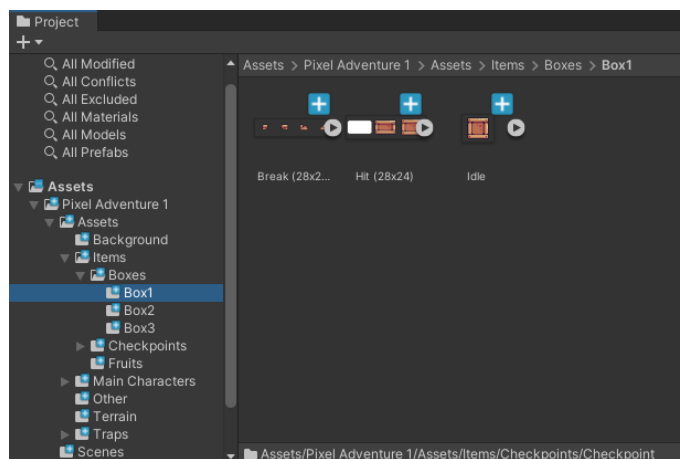 Project
All Modified
All Conflicts
All Excluded
All Materials
All Models
All Prefabs
Assets
Pixel Adventure 1
Assets
Background
Items
Boxes
Box1
Box2
Box3
Checkpoints
Fruits
Main Characters
Other
Terrain
Traps
Scenes
Assets > Pixel Adventure 1 > Assets > Items > Boxes > Box1
Break (28x2... Hit (28x24) Idle
Assets/Pixel Adventure 1/Assets/Items/Checkpoints/Checkpoint